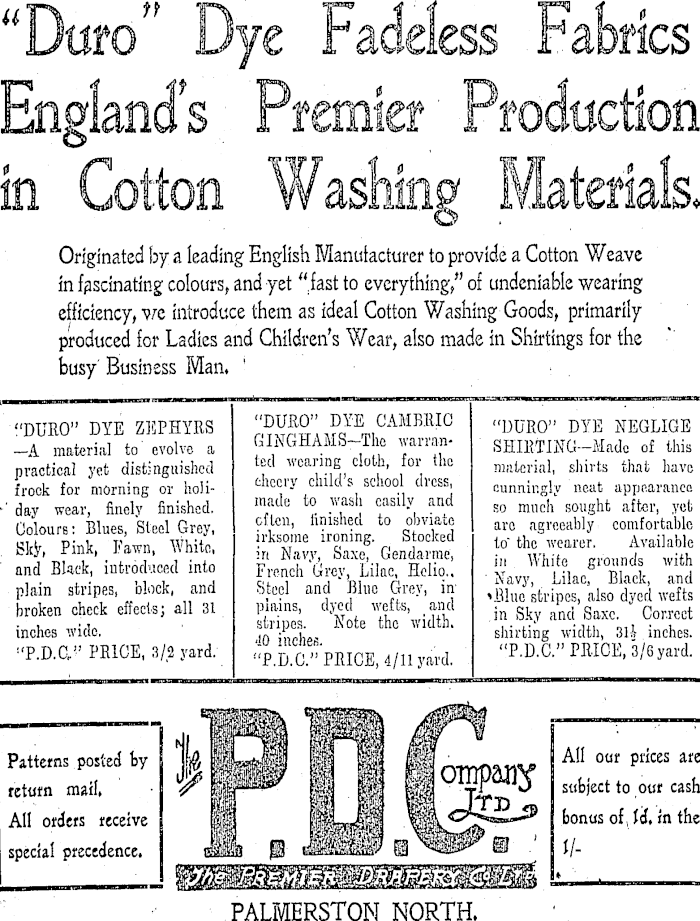 "Duro" Dye Fadeless Fabrics
England's Premier Production
in Cotton Washing Materials.
Originated by a leading English Manufacturer to provide a Cotton Weave
in fascinating colours, and yet "fast to everything," of undeniable wearing
efficiency, we introduce them as ideal Cotton Washing Goods, primarily
produced for Ladies and Children's Wear, also made in Shirtings for the
busy Business Man.
"DURO" DYE ZEPHYRS
—A material to evolve a
practical yet distinguished
frock for morning or holi-
day wear, finely finished.
Colours: Blues, Steel Grey,
Sky, Pink, Fawn, White,
and Black, introduced into
plain stripes, block, and
broken check effects; all 31
inches wide.
"P.D.C." PRICE, 3/2 yard.
"DURO" DYE CAMBRIC
GINGHAMS—The warran-
ted wearing cloth, for the
cheery child's school dress,
made to wash easily and
often, finished to obviate
irksome ironing. Stocked
in Navy, Saxe, Gendarme,
French Grey, Lilac, Helio.,
Steel and Blue Grey, in
plains, dyed wefts, and
stripes. Note the width.
40 inches.
"P.D.C." PRICE, 4/11 yard.
"DURO" DYE NEGLIGE
SHIRTING—Made of this
material, shirts that have
cunningly neat appearance
so much sought after, yet
are agreeably comfortable
to the wearer. Available
in White grounds with
Navy, Lilac, Black, and
Blue stripes, also dyed wefts
in Sky and Saxe. Correct
shirting width, 31½ inches.
"P.D.C." PRICE, 3/6 yard.
Patterns posted by
return mail.
All orders receive
special precedence.
The P.D.C. Company Ltd
The PREMIER DRAPERY Co Ltd
PALMERSTON NORTH.
All our prices are
subject to our cash
bonus of 1d. in the
1/-